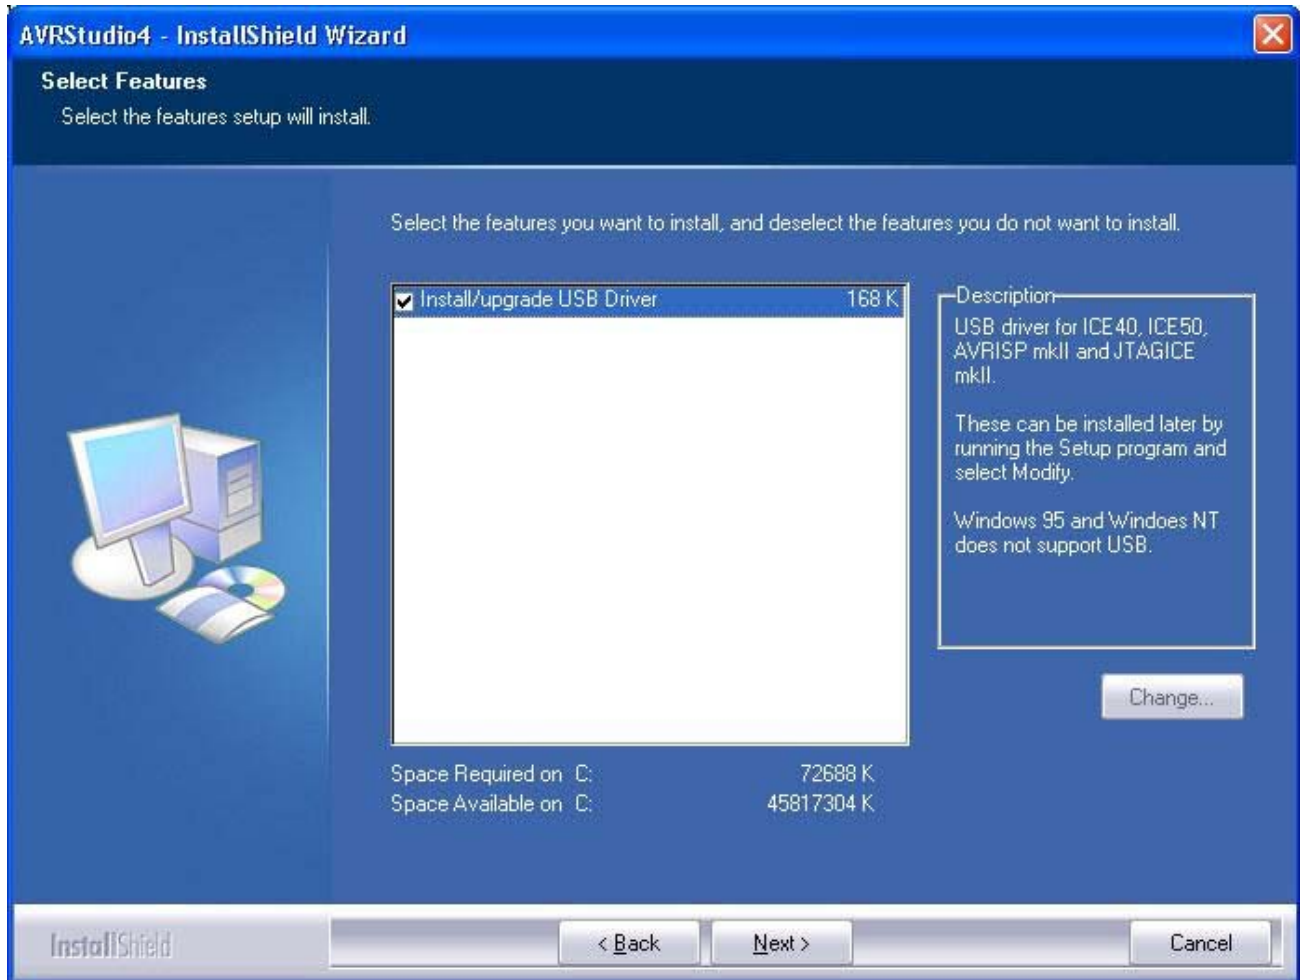 AVRStudio4 - InstallShield Wizard
Select Features
Select the features setup will install.
Select the features you want to install, and deselect the features you do not want to install.
Install/upgrade USB Driver 168 K
Description
USB driver for ICE40, ICE50,
AVRISP mkII and JTAGICE
mkII.
These can be installed later by
running the Setup program and
select Modify.
Windows 95 and Windoes NT
does not support USB.
Change...
Space Required on C: 72688 K
Space Available on C: 45817304 K
InstallShield
< Back
Next >
Cancel